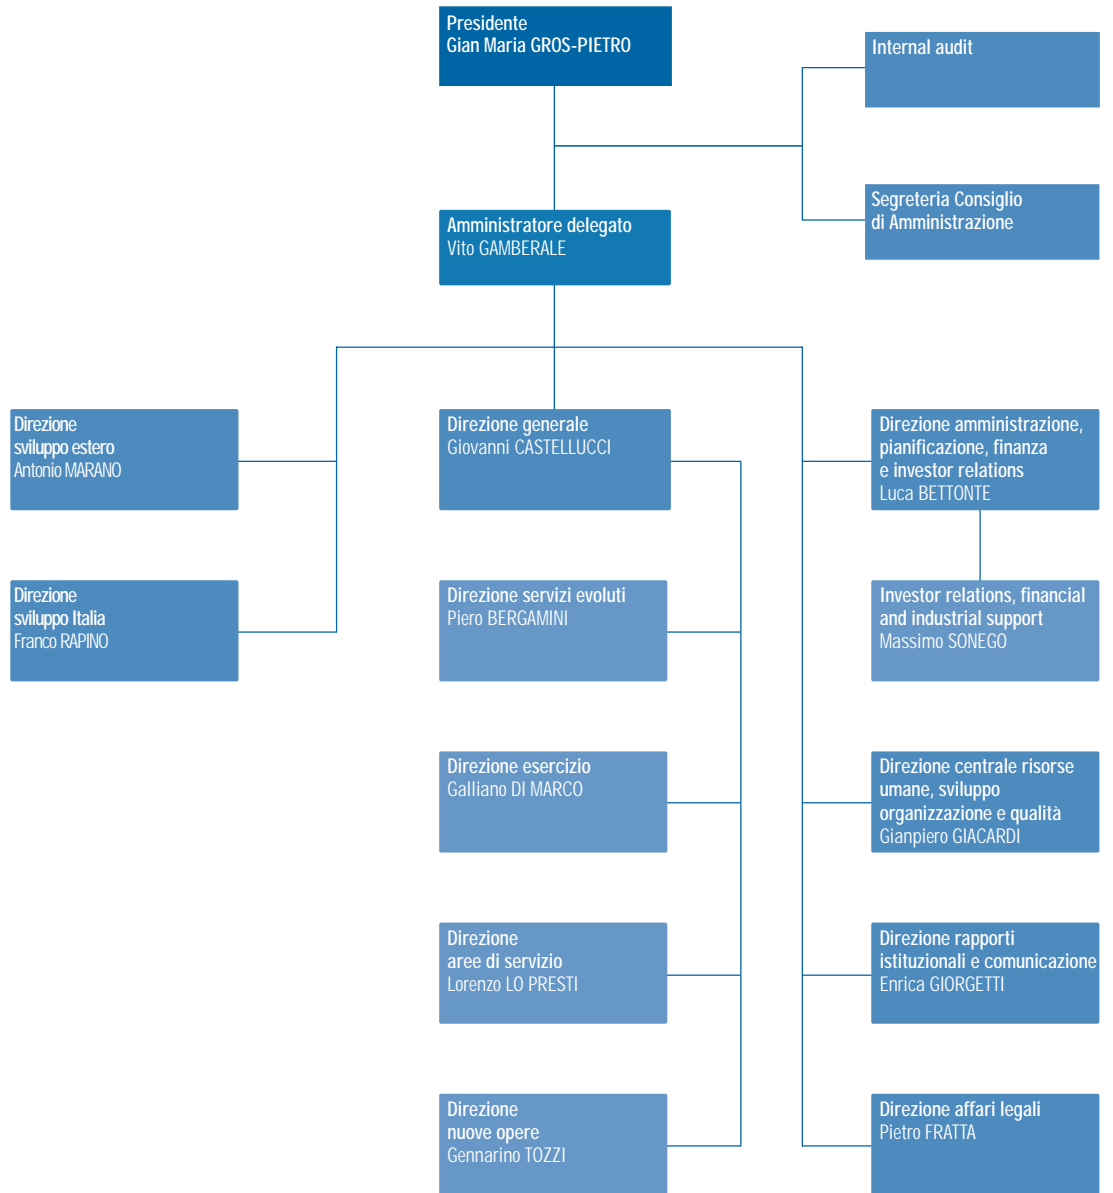 Presidente
Gian Maria GROS-PIETRO
Internal audit
Segreteria Consiglio
di Amministrazione
Amministratore delegato
Vito GAMBERALE
Direzione
sviluppo estero
Antonio MARANO
Direzione generale
Giovanni CASTELLUCCI
Direzione amministrazione,
pianificazione, finanza
e investor relations
Luca BETTONTE
Direzione
sviluppo Italia
Franco RAPINO
Direzione servizi evoluti
Piero BERGAMINI
Investor relations, financial
and industrial support
Massimo SONEGO
Direzione esercizio
Galliano DI MARCO
Direzione centrale risorse
umane, sviluppo
organizzazione e qualità
Gianpiero GIACARDI
Direzione
aree di servizio
Lorenzo LO PRESTI
Direzione rapporti
istituzionali e comunicazione
Enrica GIORGETTI
Direzione
nuove opere
Gennarino TOZZI
Direzione affari legali
Pietro FRATTA